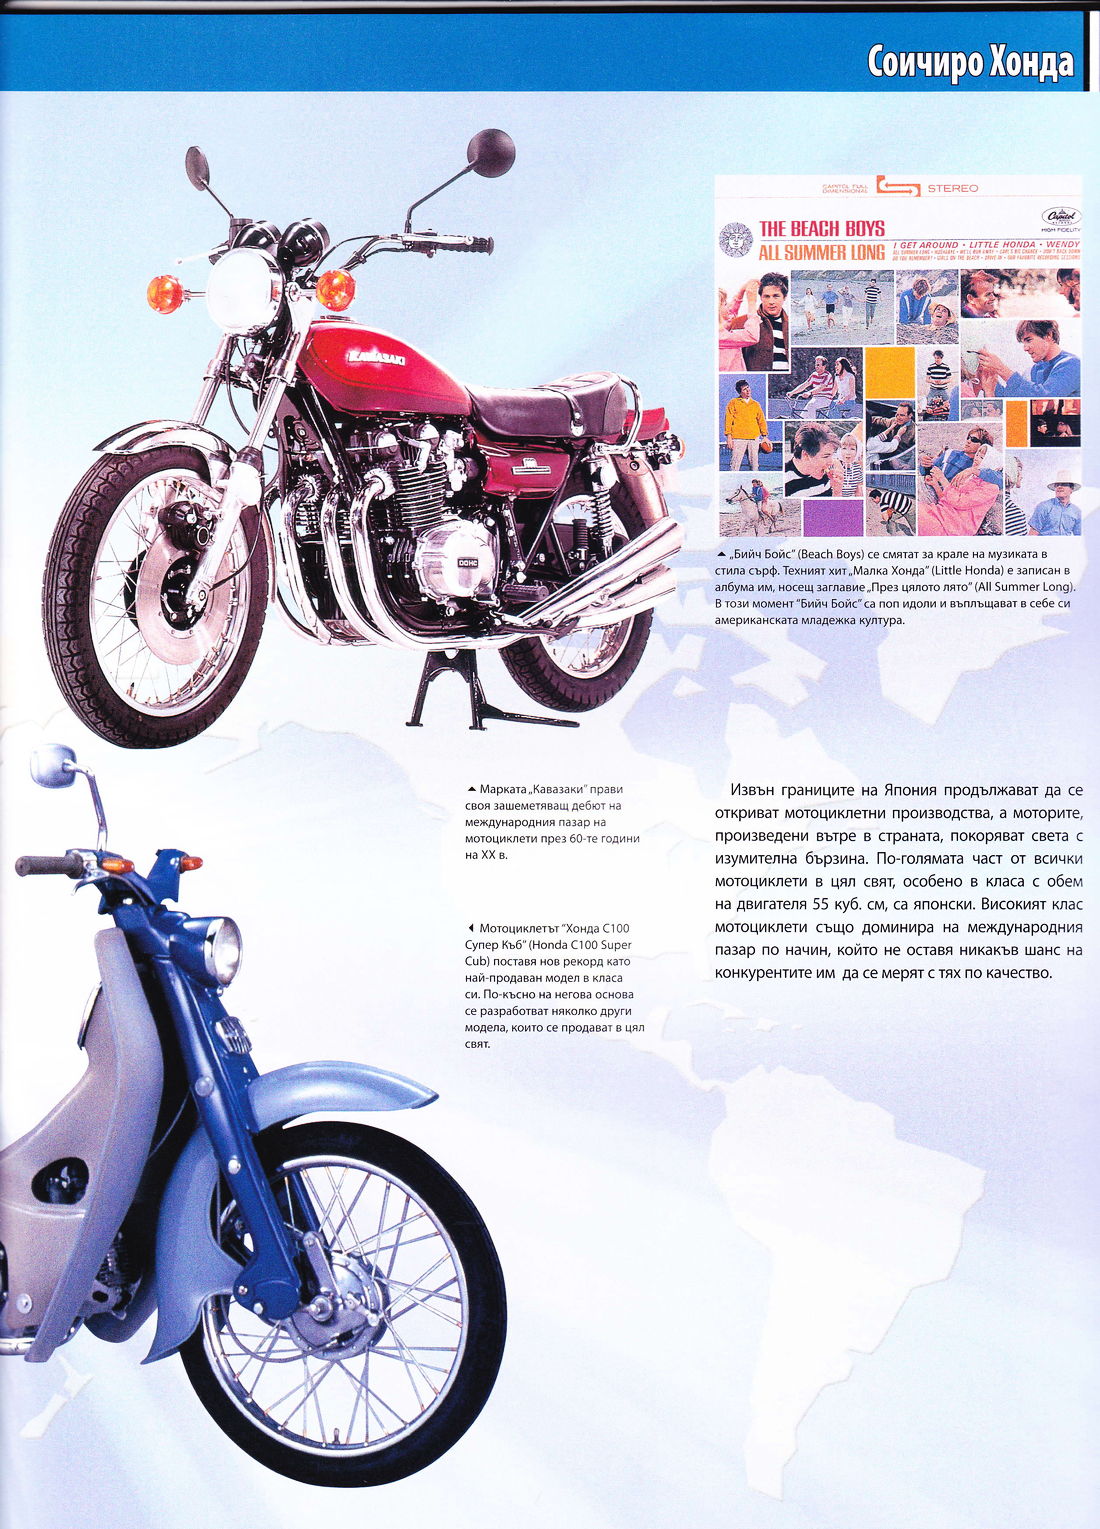 Соичиро Хонда
CAPITOL FULL DIMENSIONAL STEREO
THE BEACH BOYS
ALL SUMMER LONG
Capitol
HIGH FIDELITY
I GET AROUND • LITTLE HONDA • WENDY
KAWASAKI
DOHC
▲ „Бийч Бойс“ (Beach Boys) се смятат за крале на музиката в
стила сърф. Техният хит „Малка Хонда“ (Little Honda) е записан в
албума им, носещ заглавие „През цялото лято“ (All Summer Long).
В този момент “Бийч Бойс“ са поп идоли и въплъщават в себе си
американската младежка култура.
▲ Марката „Кавазаки“ прави
своя зашеметяващ дебют на
международния пазар на
мотоциклети през 60-те години
на XX в.
◀ Мотоциклетът “Хонда С100
Супер Къб“ (Honda C100 Super
Cub) поставя нов рекорд като
най-продаван модел в класа
си. По-късно на негова основа
се разработват няколко други
модела, които се продават в цял
свят.
Извън границите на Япония продължават да се
откриват мотоциклетни производства, а моторите,
произведени вътре в страната, покоряват света с
изумителна бързина. По-голямата част от всички
мотоциклети в цял свят, особено в класа с обем
на двигателя 55 куб. см, са японски. Високият клас
мотоциклети също доминира на международния
пазар по начин, който не оставя никакъв шанс на
конкурентите им да се мерят с тях по качество.